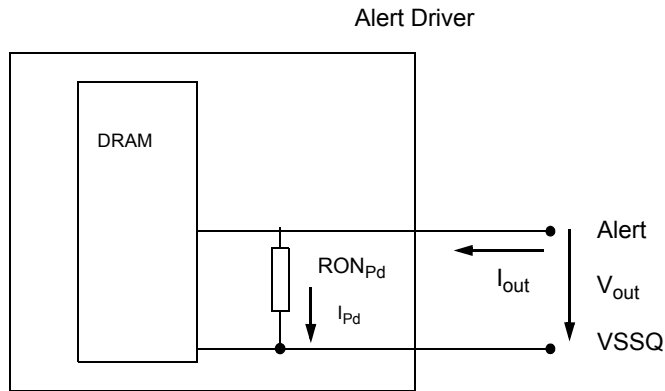 Alert Driver
DRAM
Alert
RONPd
Iout
Vout
IPd
VSSQ